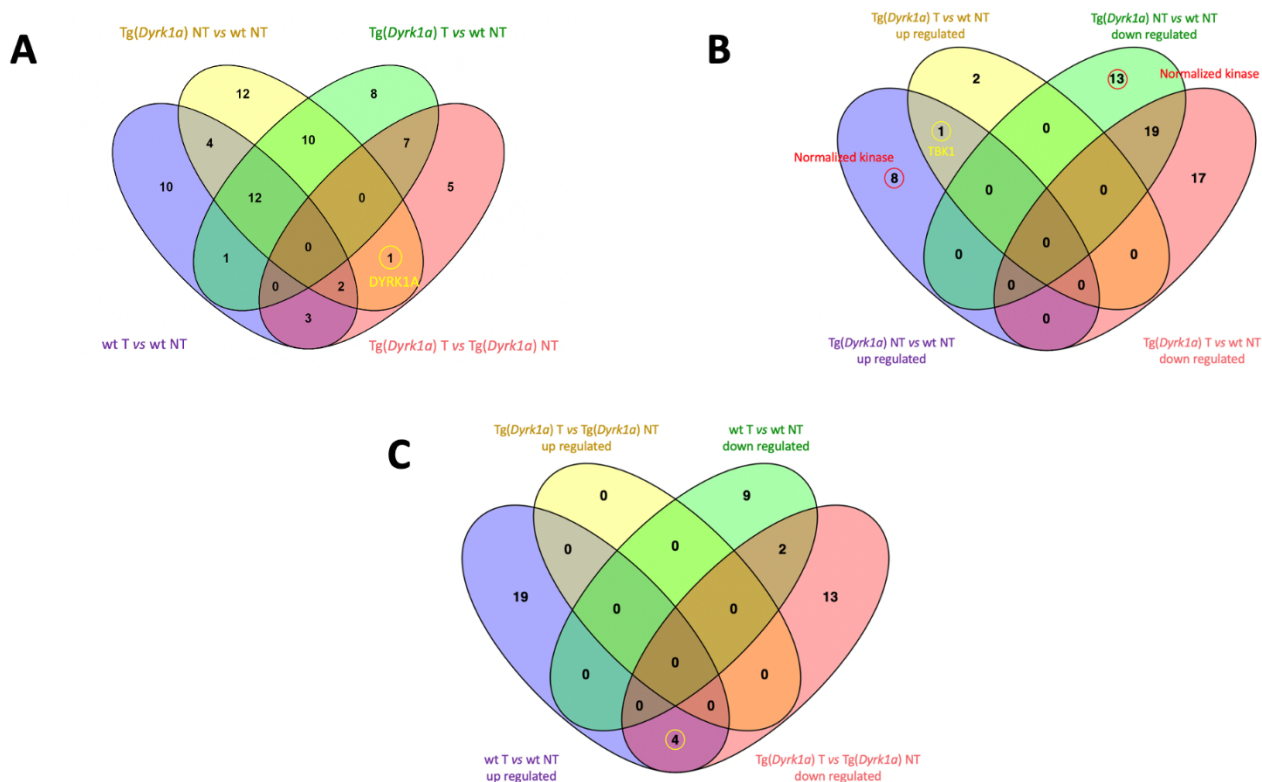 A
Tg(Dyrk1a) NT vs wt NT
Tg(Dyrk1a) T vs wt NT
12
8
4
10
7
10
12
0
5
0
1
1
DYRK1A
0
2
3
wt T vs wt NT
Tg(Dyrk1a) T vs Tg(Dyrk1a) NT
B
Tg(Dyrk1a) T vs wt NT
up regulated
Tg(Dyrk1a) NT vs wt NT
down regulated
2
13
Normalized kinase
1
TBK1
0
19
Normalized kinase
8
0
0
17
0
0
0
0
0
0
Tg(Dyrk1a) NT vs wt NT
up regulated
Tg(Dyrk1a) T vs wt NT
down regulated
C
Tg(Dyrk1a) T vs Tg(Dyrk1a) NT
up regulated
wt T vs wt NT
down regulated
0
9
0
0
2
19
0
0
13
0
0
0
0
0
4
wt T vs wt NT
up regulated
Tg(Dyrk1a) T vs Tg(Dyrk1a) NT
down regulated